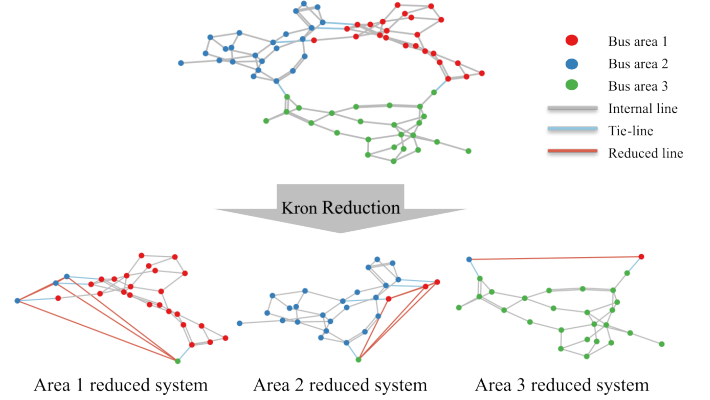 Bus area 1
Bus area 2
Bus area 3
Internal line
Tie-line
Reduced line
Kron Reduction
Area 1 reduced system
Area 2 reduced system
Area 3 reduced system